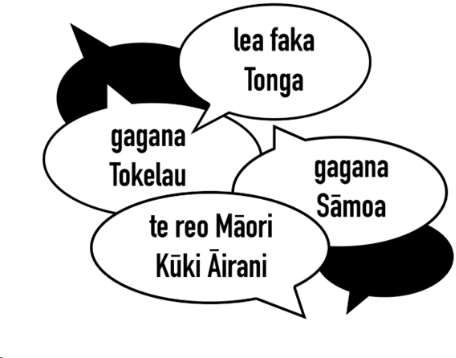 lea faka
Tonga
gagana
Tokelau
gagana
Sāmoa
te reo Māori
Kūki Āirani